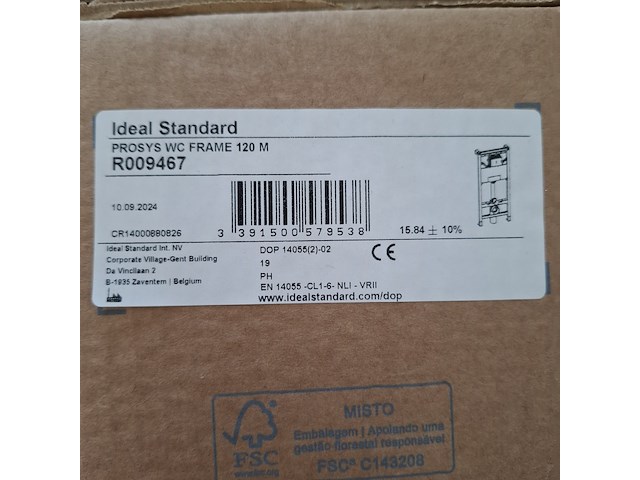 Ideal Standard
PROSYS WC FRAME 120 M
R009467
10.09.2024
CR14000880826
3 391500 579538
15.84 ± 10%
Ideal Standard Int. NV
Corporate Village-Gent Building
Da Vincilaan 2
B-1935 Zaventem | Belgium
DOP 14055(2)-02
CE
19
PH
EN 14055 -CL1-6- NLI - VRII
www.idealstandard.com/dop
FSC
MISTO
Embalagem | Apoiando uma
gestão florestal responsável
FSC® C143208